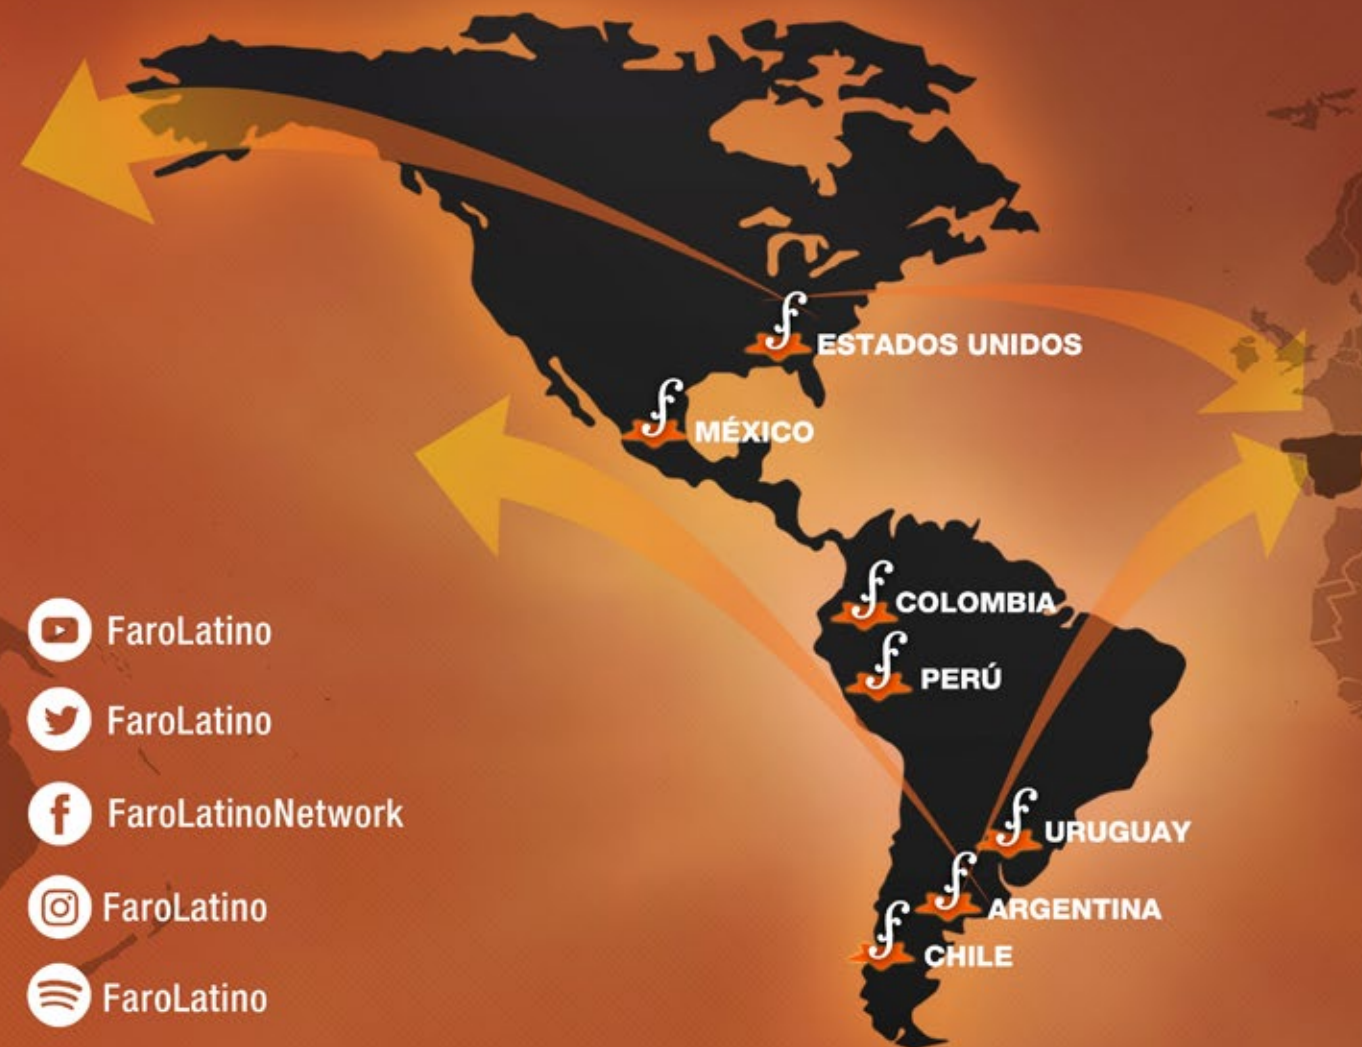 ESTADOS UNIDOS
MÉXICO
COLOMBIA
PERÚ
URUGUAY
ARGENTINA
CHILE
FaroLatino
FaroLatino
FaroLatinoNetwork
FaroLatino
FaroLatino